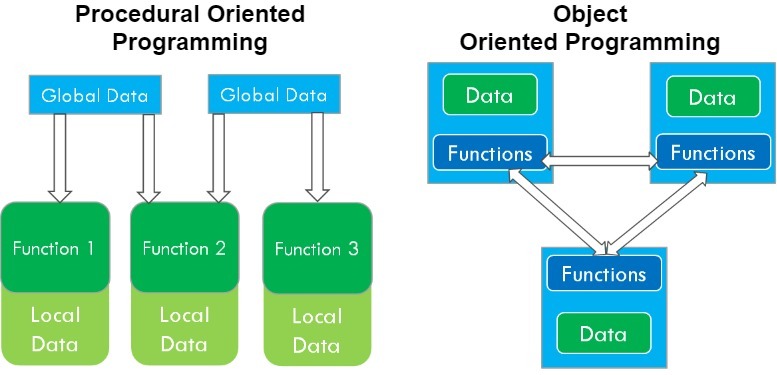 Procedural Oriented
Programming
Global Data
Global Data
Function 1
Function 2
Function 3
Local
Data
Local
Data
Local
Data
Object
Oriented Programming
Data
Data
Functions
Functions
Functions
Data